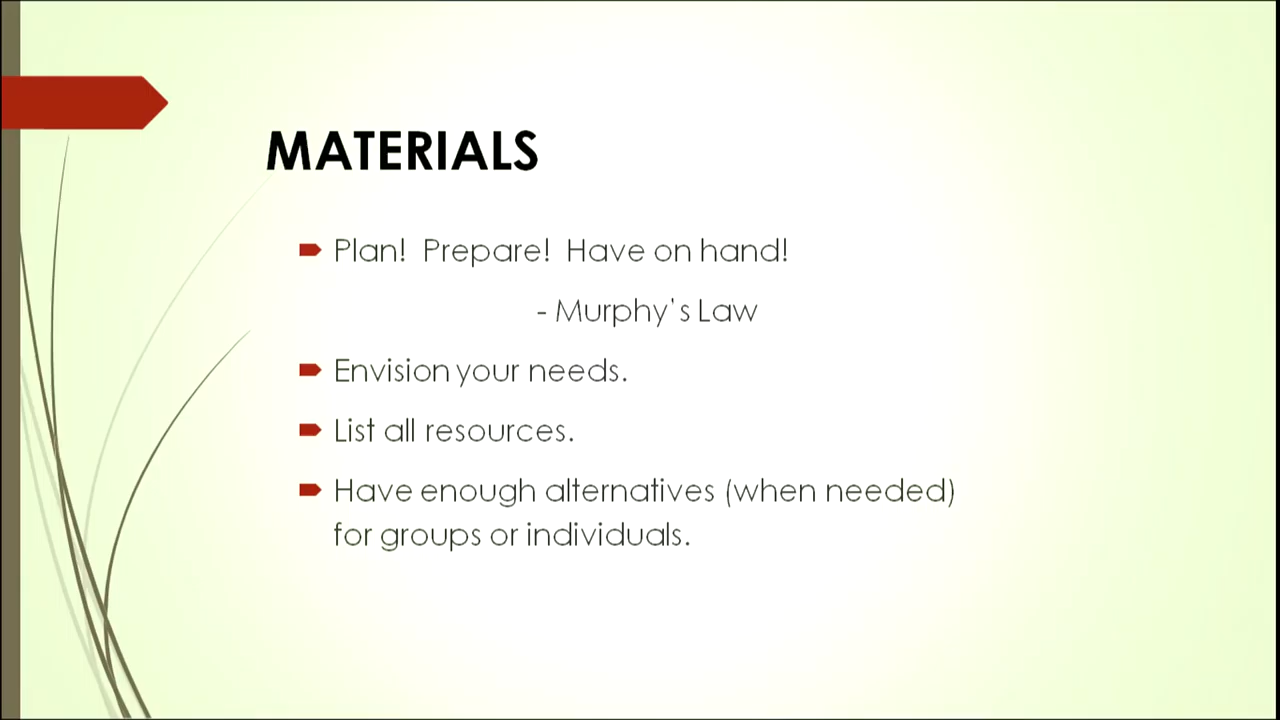 MATERIALS
Plan!  Prepare!  Have on hand!
- Murphy's Law
Envision your needs.
List all resources.
Have enough alternatives (when needed)
for groups or individuals.